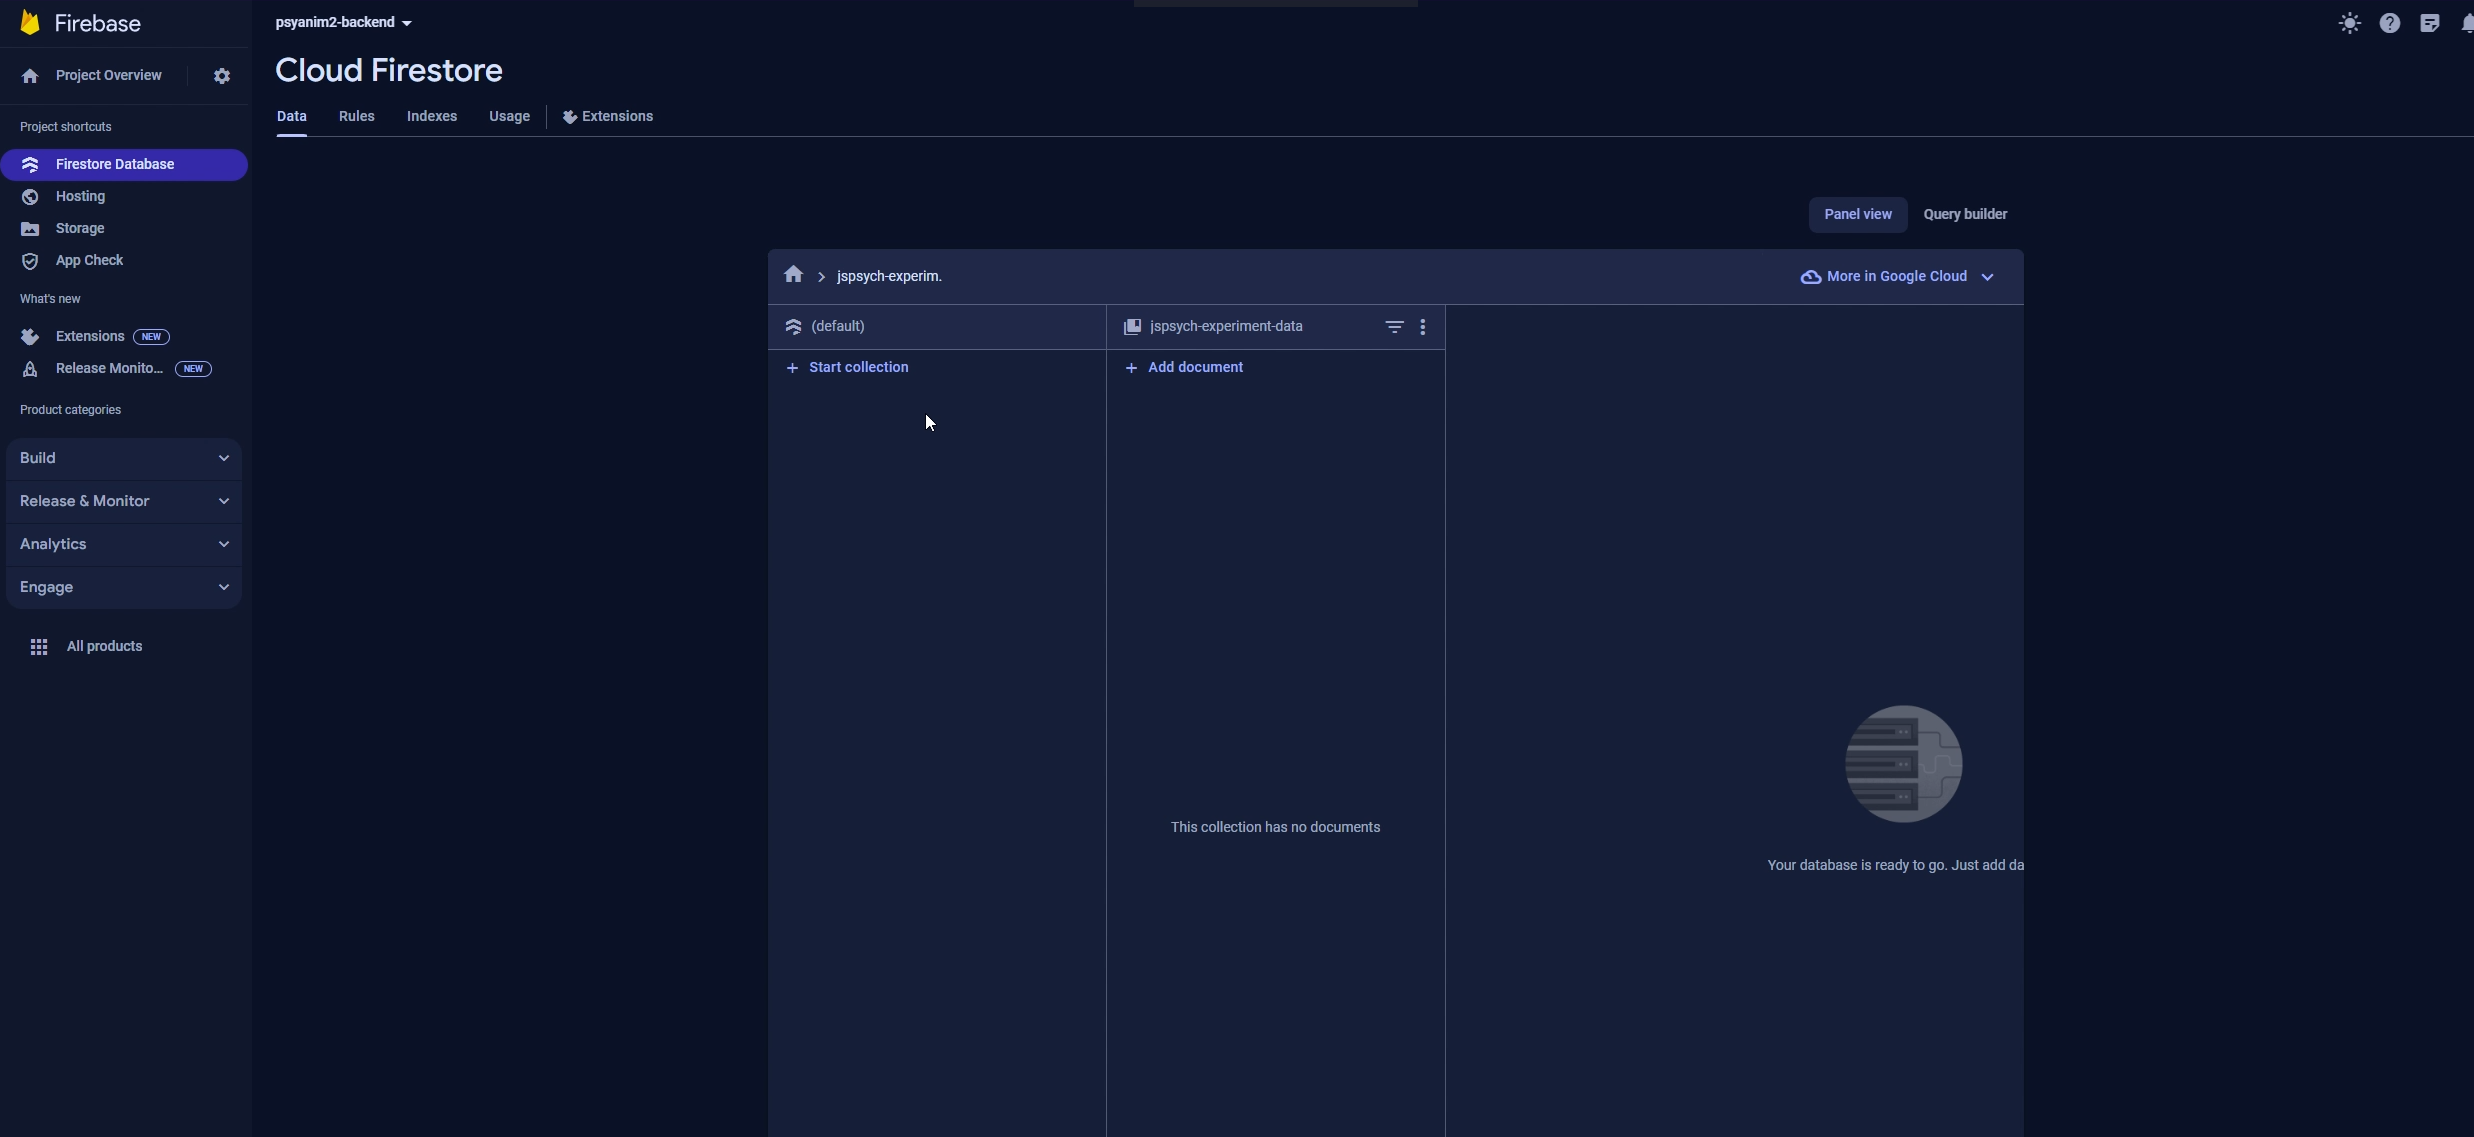 Firebase
psyanim2-backend
Project Overview
Cloud Firestore
Data Rules Indexes Usage Extensions
Project shortcuts
Firestore Database
Hosting
Storage
App Check
What's new
Extensions NEW
Release Monito... NEW
Product categories
Build
Release & Monitor
Analytics
Engage
All products
Panel view Query builder
jspsych-experim.
More in Google Cloud
(default)
jspsych-experiment-data
+ Start collection
+ Add document
This collection has no documents
Your database is ready to go. Just add da